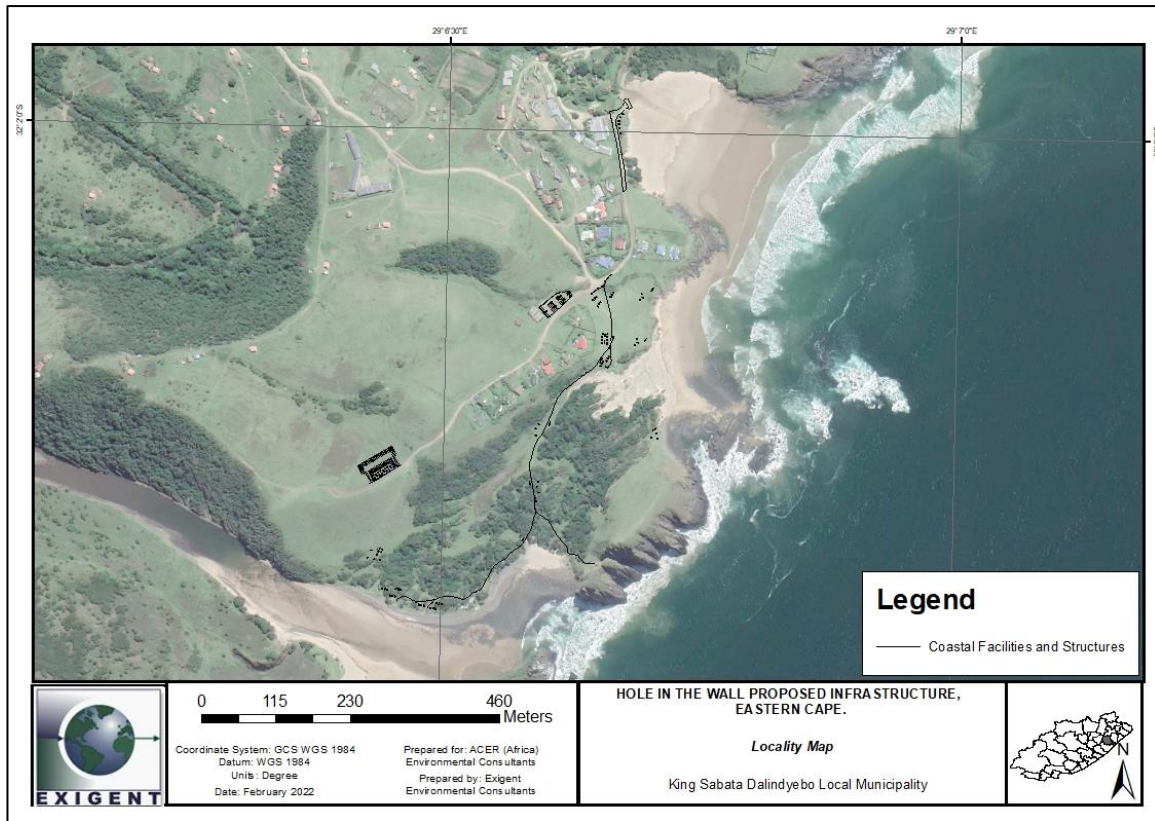 29°6'30"E
29°7'0"E
32°20'S
Legend
Coastal Facilities and Structures
EXIGENT
0 115 230 460
Meters
Coordinate System: GCS WGS 1984
Datum: WGS 1984
Units: Degree
Date: February 2022
Prepared for: ACER (Africa)
Environmental Consultants
Prepared by: Exigent
Environmental Consultants
HOLE IN THE WALL PROPOSED INFRASTRUCTURE,
EASTERN CAPE.
Locality Map
King Sabata Dalindyebo Local Municipality
N